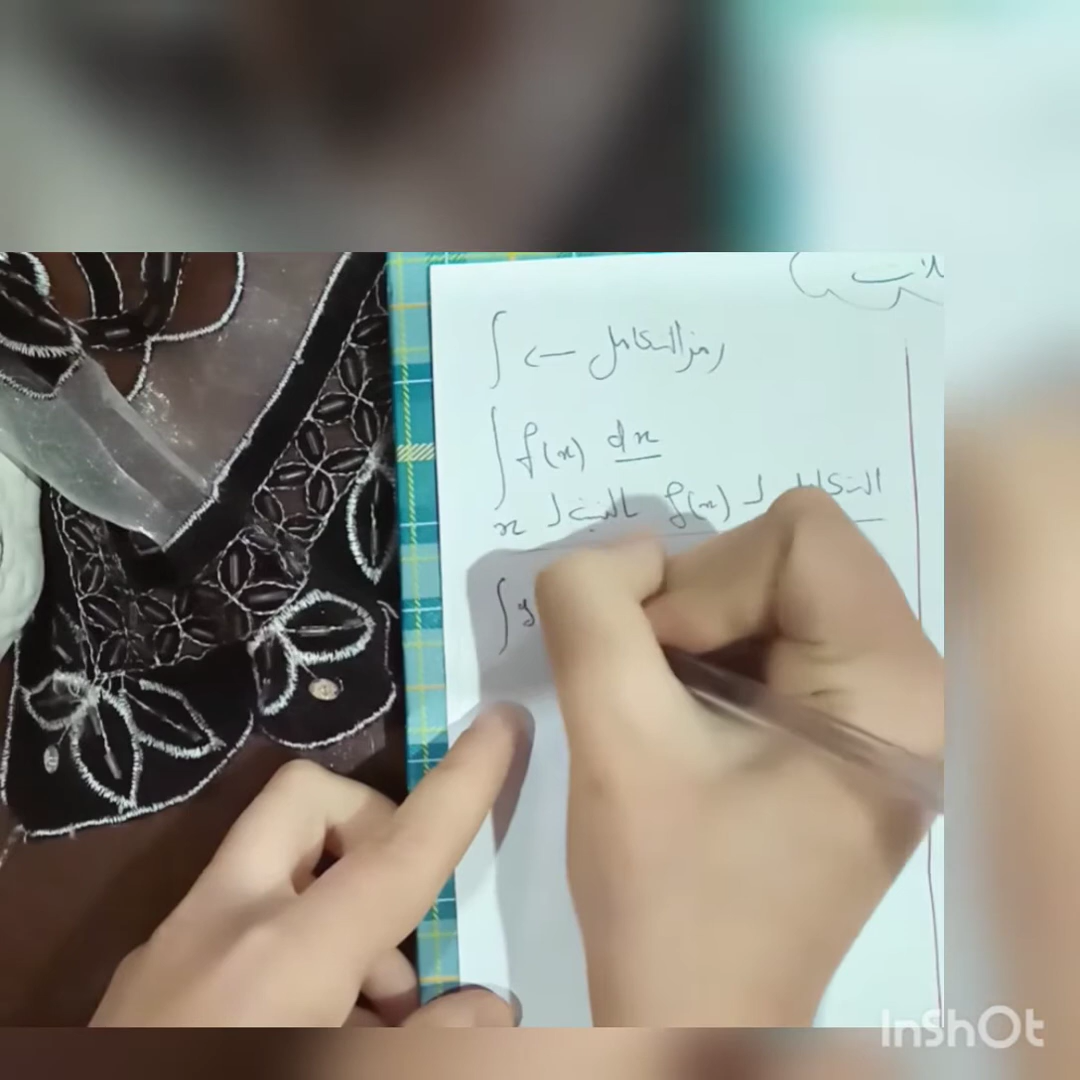 ∫ ← رمز التكامل
∫ f(x) dx
التكامل لـ f(x) بالنسبة لـ x
∫ y
InShOt